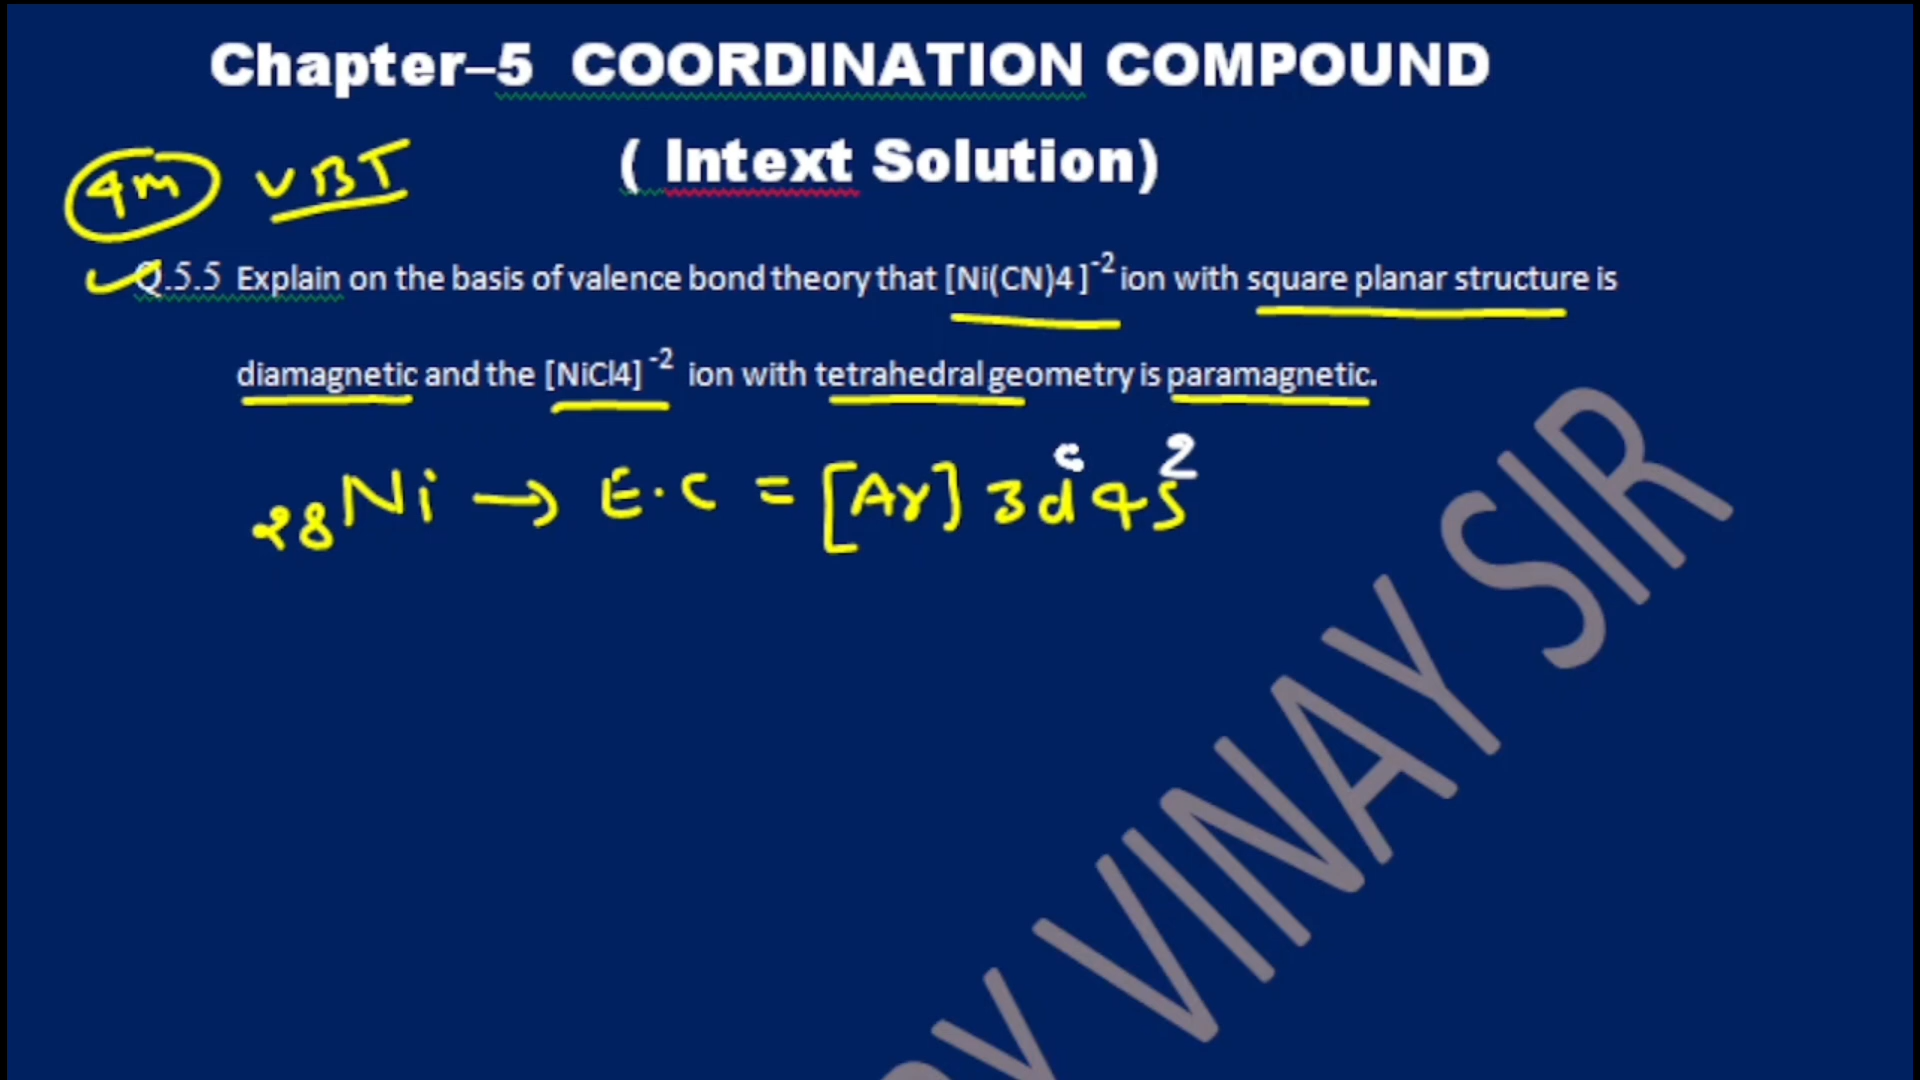 Chapter–5 COORDINATION COMPOUND
( Intext Solution)
4m VBT
Q.5.5 Explain on the basis of valence bond theory that [Ni(CN)4]-2 ion with square planar structure is
diamagnetic and the [NiCl4] -2 ion with tetrahedral geometry is paramagnetic.
28Ni → E.C = [Ar] 3d 4s2
VINAY SIR